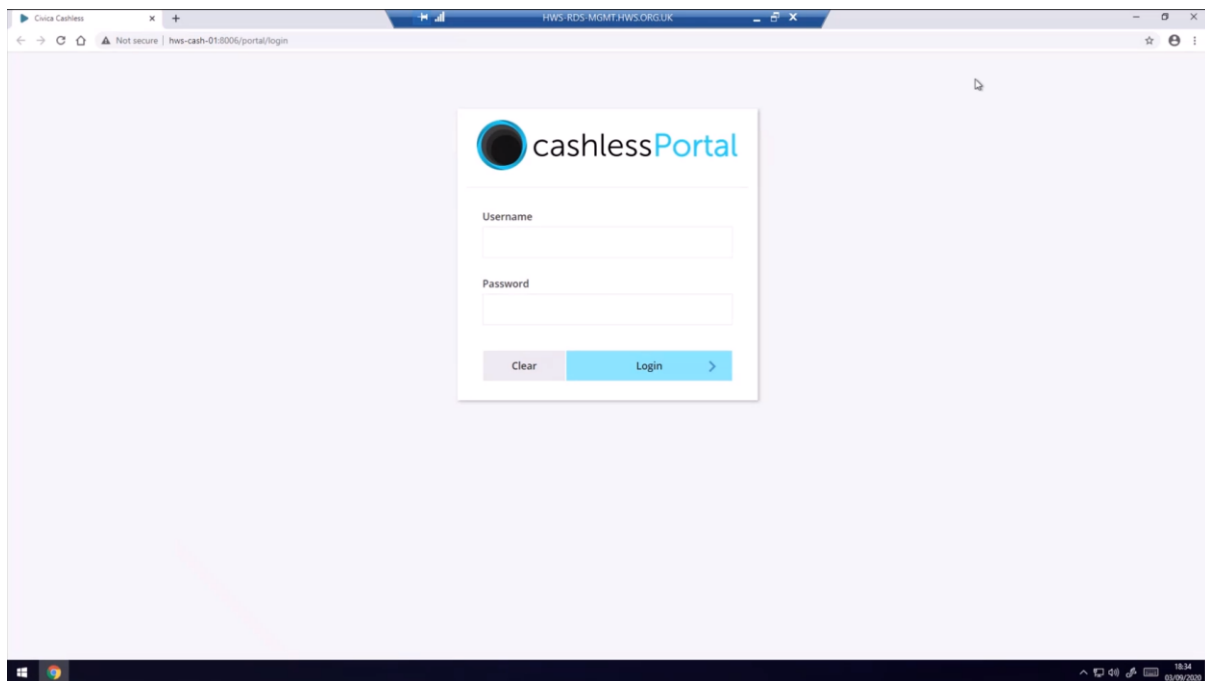 Civica Cashless
HWS-RDS-MGMT.HWS.ORG.UK
Not secure | hws-cash-01:8006/portal/login
cashlessPortal
Username
Password
Clear
Login
18:34
03/09/2020